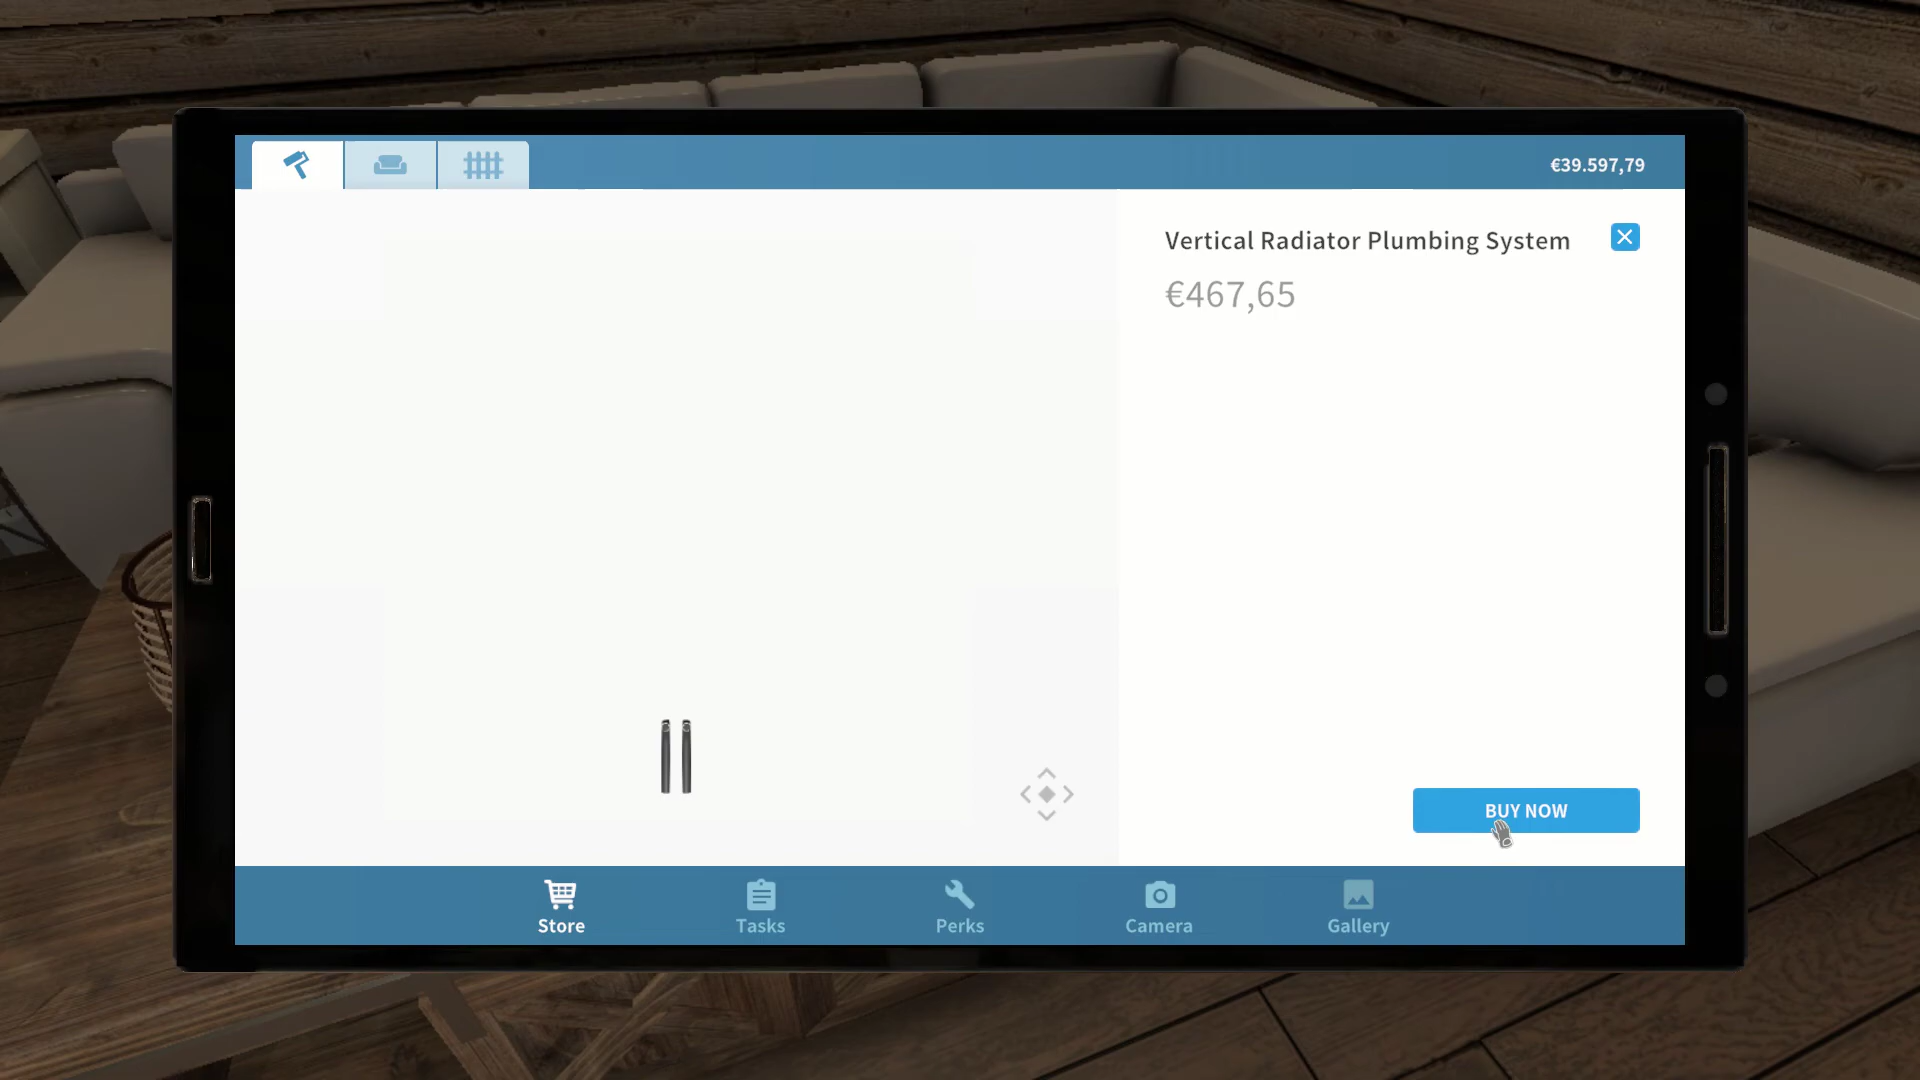 €39.597,79
Vertical Radiator Plumbing System
€467,65
BUY NOW
Store
Tasks
Perks
Camera
Gallery